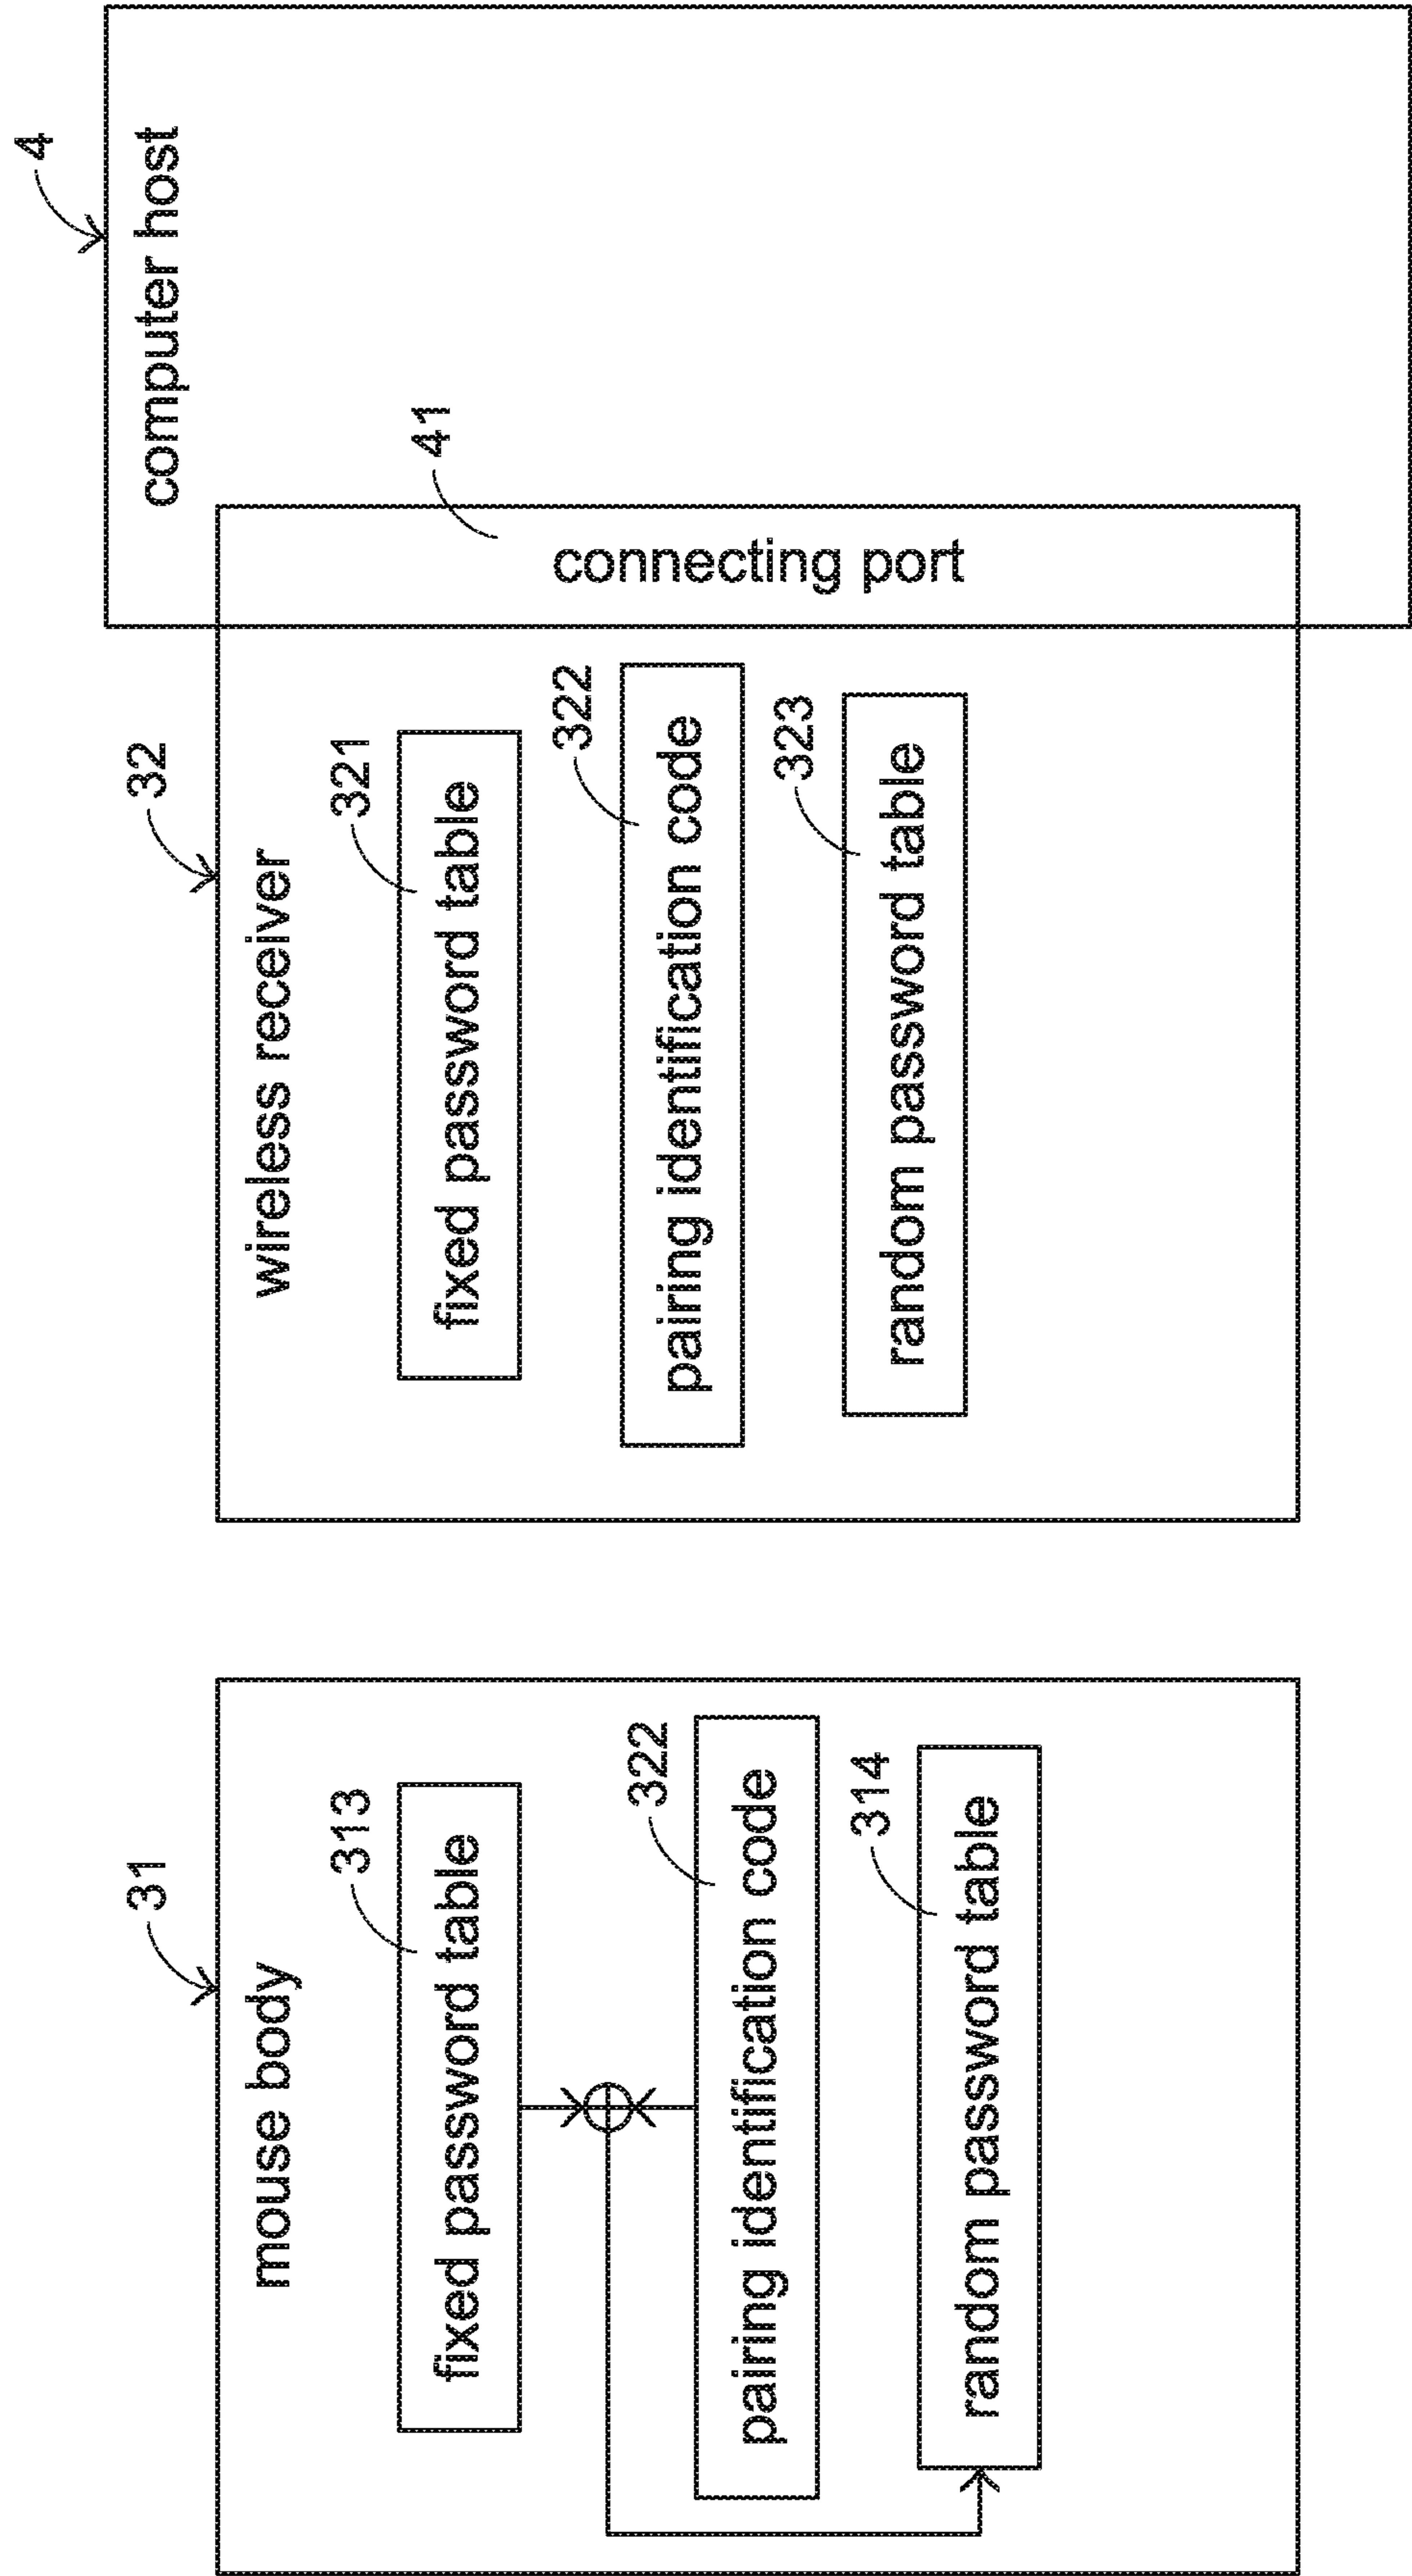 31
mouse body
313
fixed password table
322
pairing identification code
314
random password table
32
wireless receiver
321
fixed password table
322
pairing identification code
323
random password table
4
computer host
41
connecting port